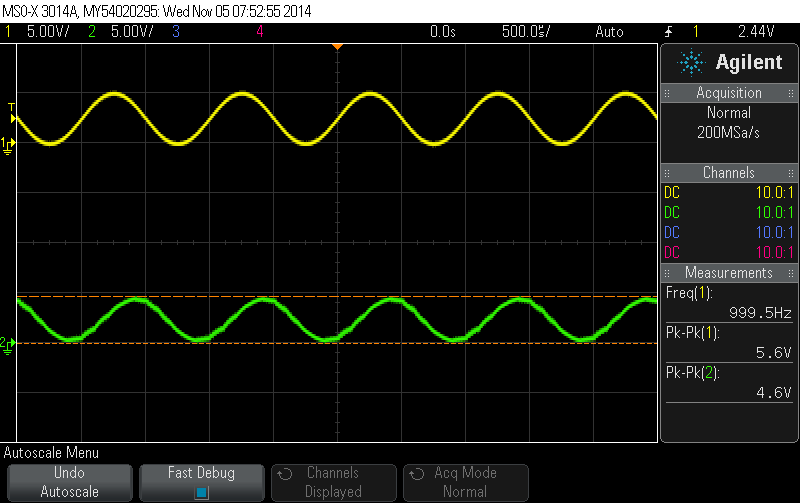 MSO-X 3014A, MY54020295: Wed Nov 05 07:52:55 2014
1 5.00V/ 2 5.00V/ 3 4 0.0s 500.0µs/ Auto 1 2.44V
T
1
2
Agilent
Acquisition
Normal
200MSa/s
Channels
DC 10.0:1
DC 10.0:1
DC 10.0:1
DC 10.0:1
Measurements
Freq(1):
999.5Hz
Pk-Pk(1):
5.6V
Pk-Pk(2):
4.6V
Autoscale Menu
Undo
Autoscale
Fast Debug
Channels
Displayed
Acq Mode
Normal